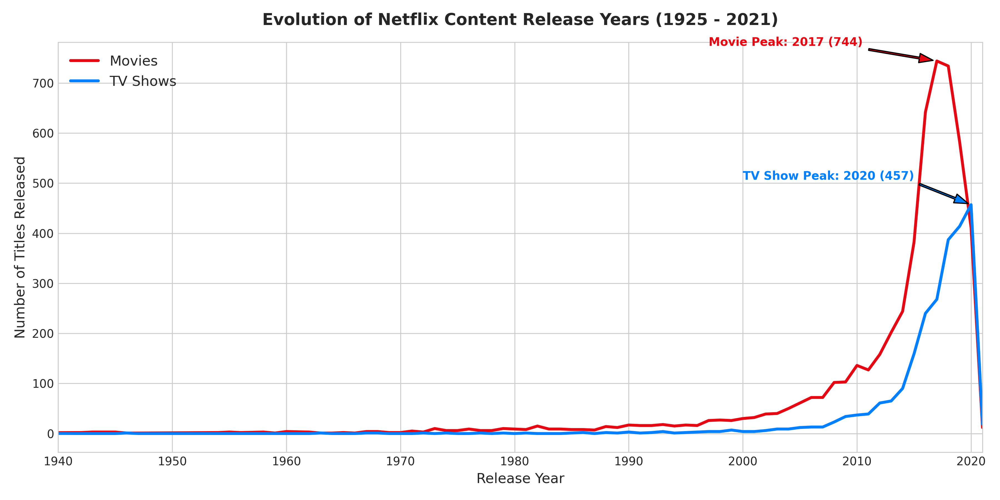 Evolution of Netflix Content Release Years (1925 - 2021)
Movie Peak: 2017 (744)
Movies
TV Shows
700
600
TV Show Peak: 2020 (457)
500
400
300
200
100
0
Number of Titles Released
1940 1950 1960 1970 1980 1990 2000 2010 2020
Release Year